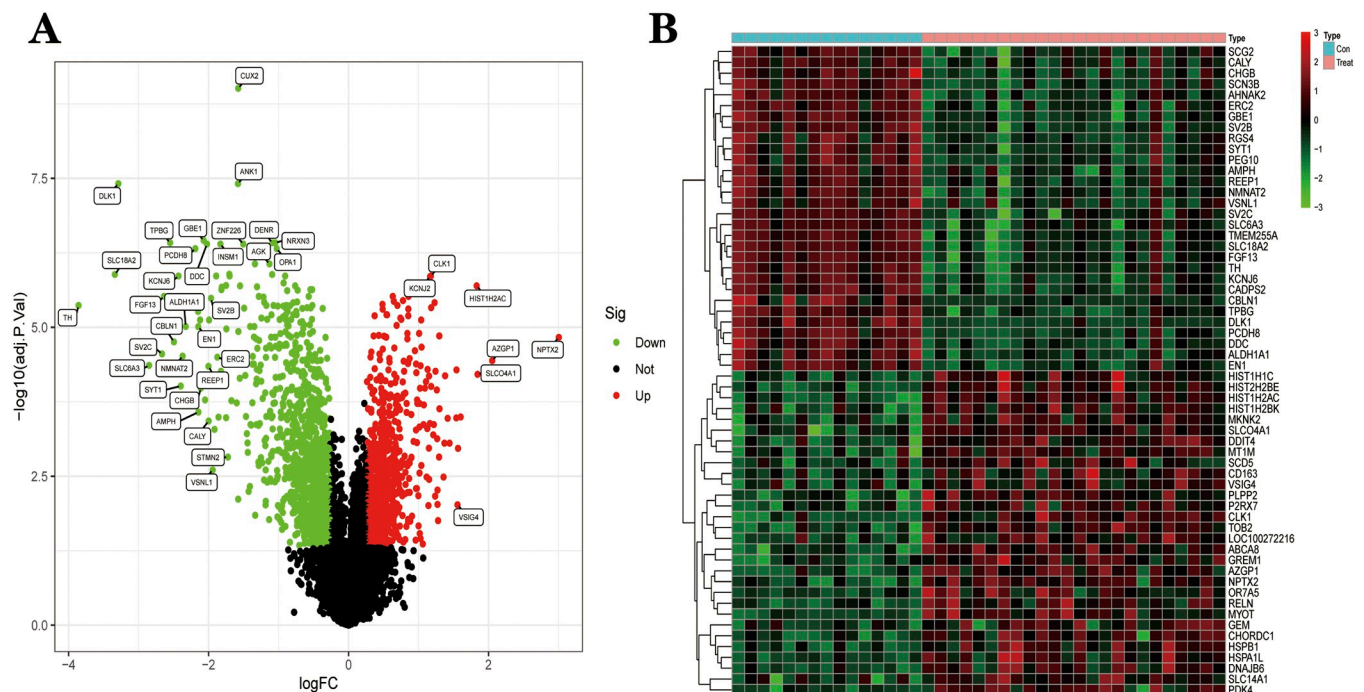 A
CUX2
ANK1
DLK1
TPBG
GBE1
ZNF226
DENR
NRXN3
PCDH8
INSM1
AGK
OPA1
SLC18A2
DDC
KCNJ6
CLK1
KCNJ2
HIST1H2AC
FGF13
ALDH1A1
SV2B
TH
CBLN1
EN1
SV2C
ERC2
AZGP1
NPTX2
SLC6A3
NMNAT2
SLCO4A1
SYT1
REEP1
CHGB
AMPH
CALY
STMN2
VSNL1
VSIG4
7.5
5.0
2.5
0.0
−4
−2
0
2
−log10(adj.P.Val)
logFC
Sig
Down
Not
Up
B
Type
SCG2
CALY
CHGB
SCN3B
AHNAK2
ERC2
GBE1
SV2B
RGS4
SYT1
PEG10
AMPH
REEP1
NMNAT2
VSNL1
SV2C
SLC6A3
TMEM255A
SLC18A2
FGF13
TH
KCNJ6
CADPS2
CBLN1
TPBG
DLK1
PCDH8
DDC
ALDH1A1
EN1
HIST1H1C
HIST2H2BE
HIST1H2AC
HIST1H2BK
MKNK2
SLCO4A1
DDIT4
MT1M
SCD5
CD163
VSIG4
PLPP2
P2RX7
CLK1
TOB2
LOC100272216
ABCA8
GREM1
AZGP1
NPTX2
OR7A5
RELN
MYOT
GEM
CHORDC1
HSPB1
HSPA1L
DNAJB6
SLC14A1
PDK4
3
2
1
0
−1
−2
−3
Type
Con
Treat